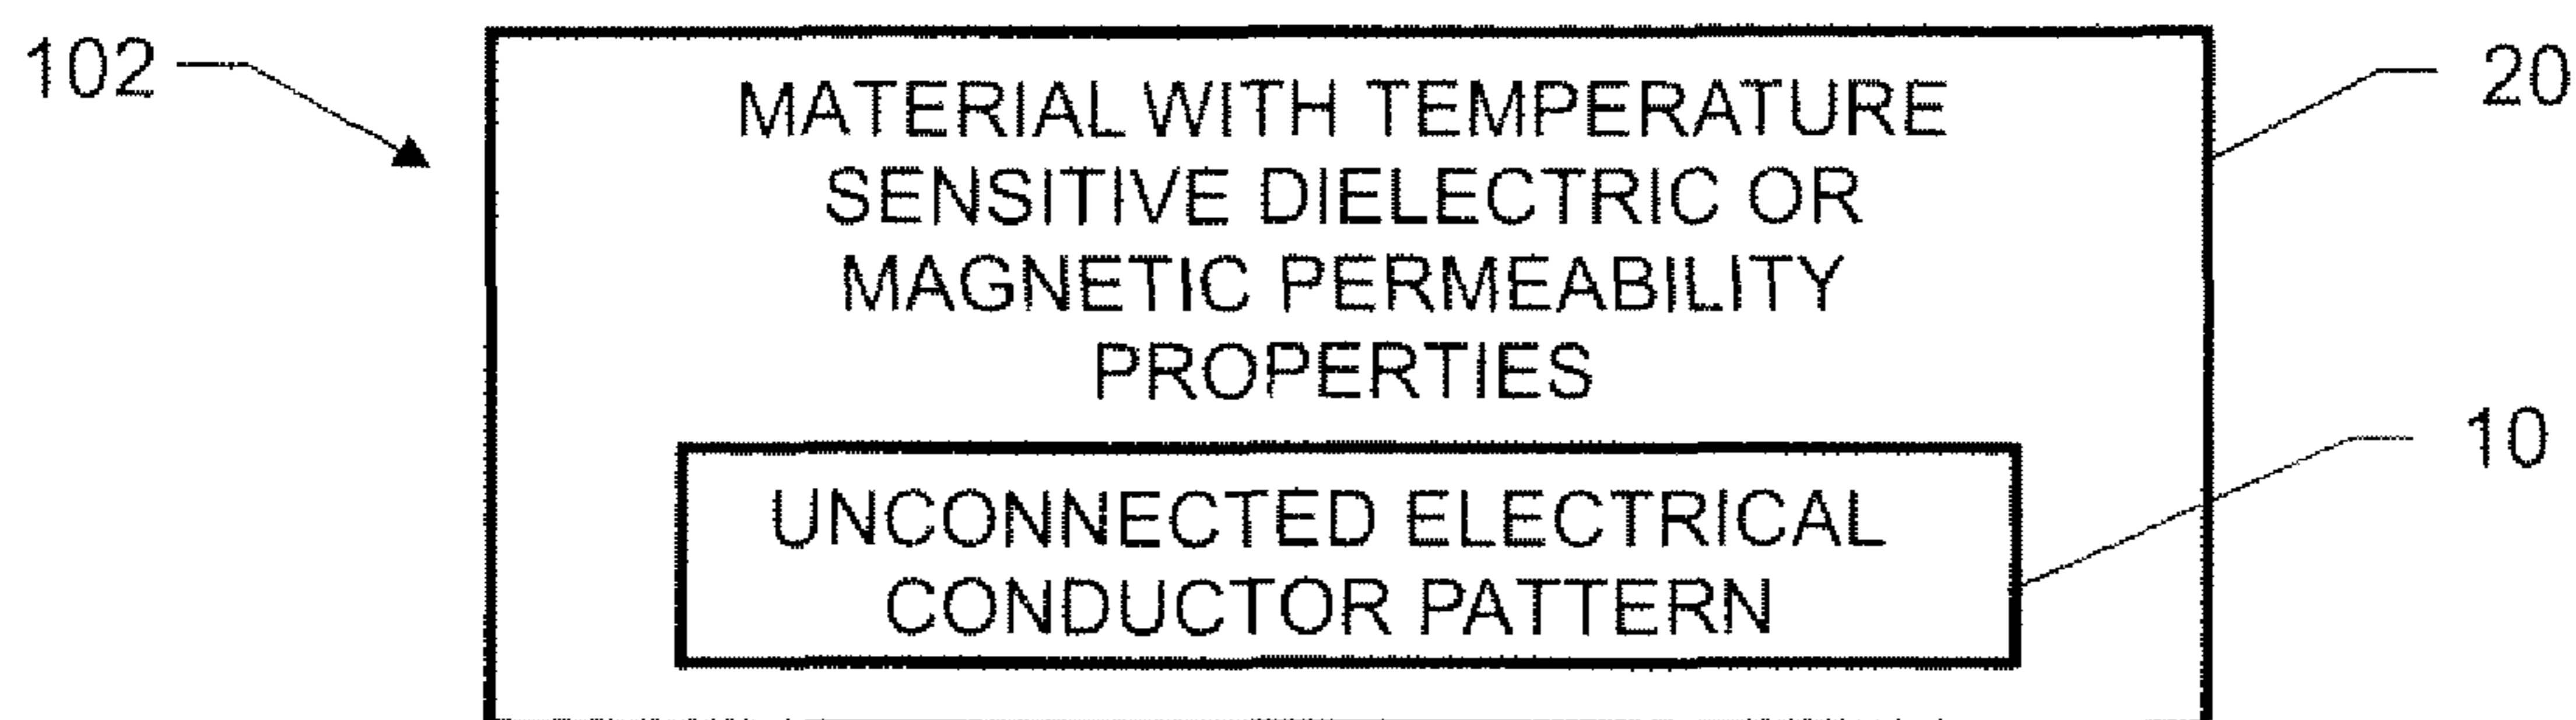 102
20
MATERIAL WITH TEMPERATURE
SENSITIVE DIELECTRIC OR
MAGNETIC PERMEABILITY
PROPERTIES
10
UNCONNECTED ELECTRICAL
CONDUCTOR PATTERN